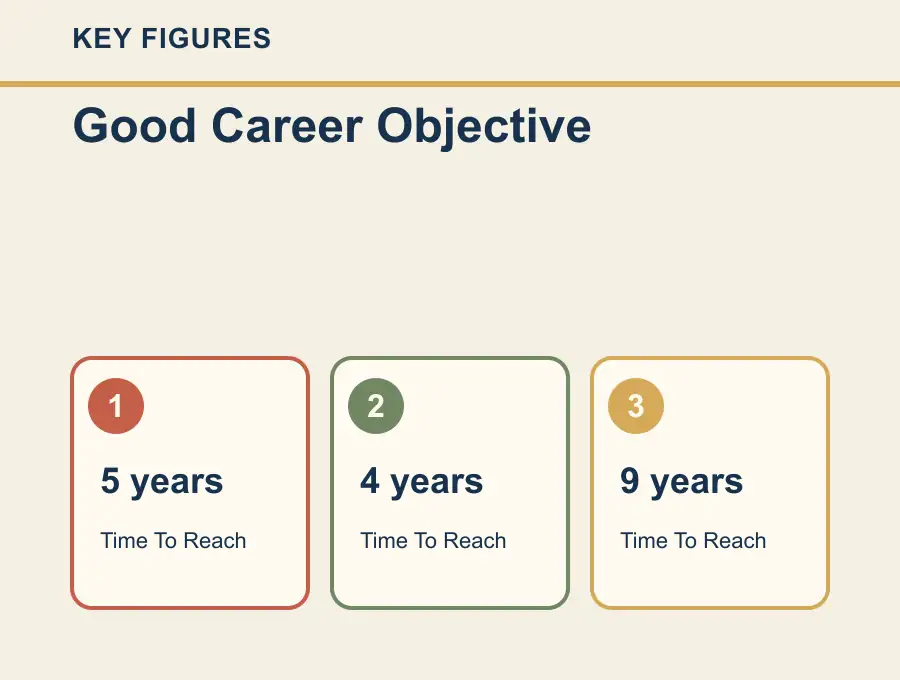 KEY FIGURES
Good Career Objective
1
5 years
Time To Reach
2
4 years
Time To Reach
3
9 years
Time To Reach